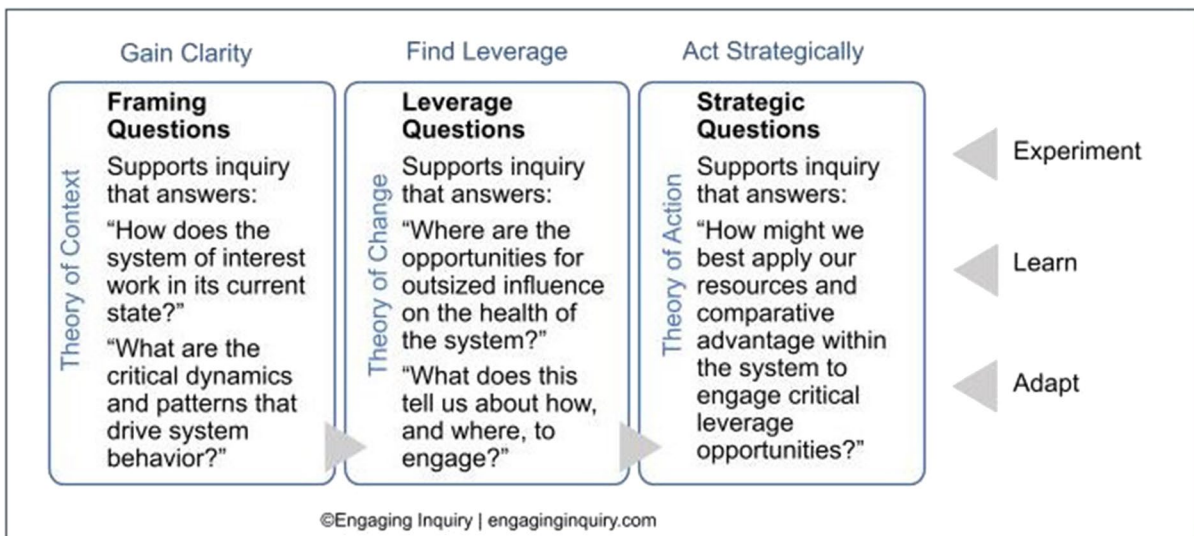 Gain Clarity
Theory of Context
Framing
Questions
Supports inquiry
that answers:
“How does the
system of interest
work in its current
state?”
“What are the
critical dynamics
and patterns that
drive system
behavior?”
Find Leverage
Theory of Change
Leverage
Questions
Supports inquiry
that answers:
“Where are the
opportunities for
outsized influence
on the health of
the system?”
“What does this
tell us about how,
and where, to
engage?”
Act Strategically
Theory of Action
Strategic
Questions
Supports inquiry
that answers:
“How might we
best apply our
resources and
comparative
advantage within
the system to
engage critical
leverage
opportunities?”
Experiment
Learn
Adapt
©Engaging Inquiry | engaginginquiry.com